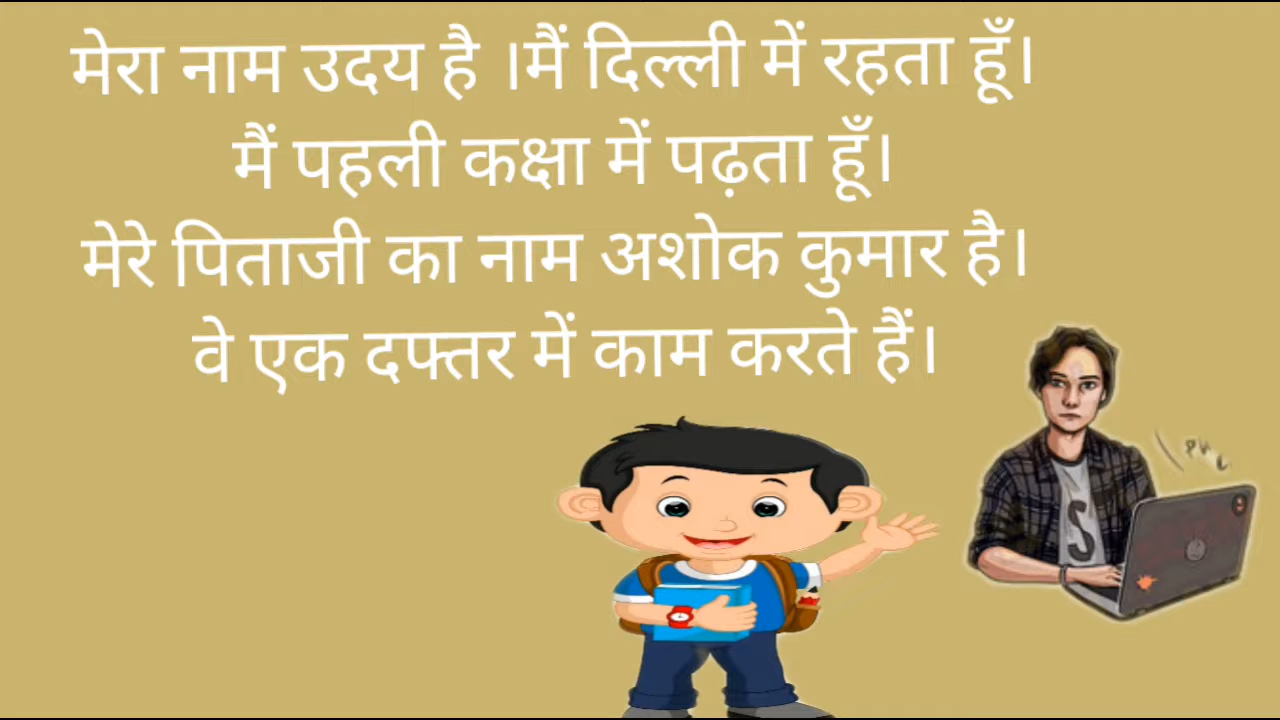 मेरा नाम उदय है ।मैं दिल्ली में रहता हूँ।
मैं पहली कक्षा में पढ़ता हूँ।
मेरे पिताजी का नाम अशोक कुमार है।
वे एक दफ्तर में काम करते हैं।